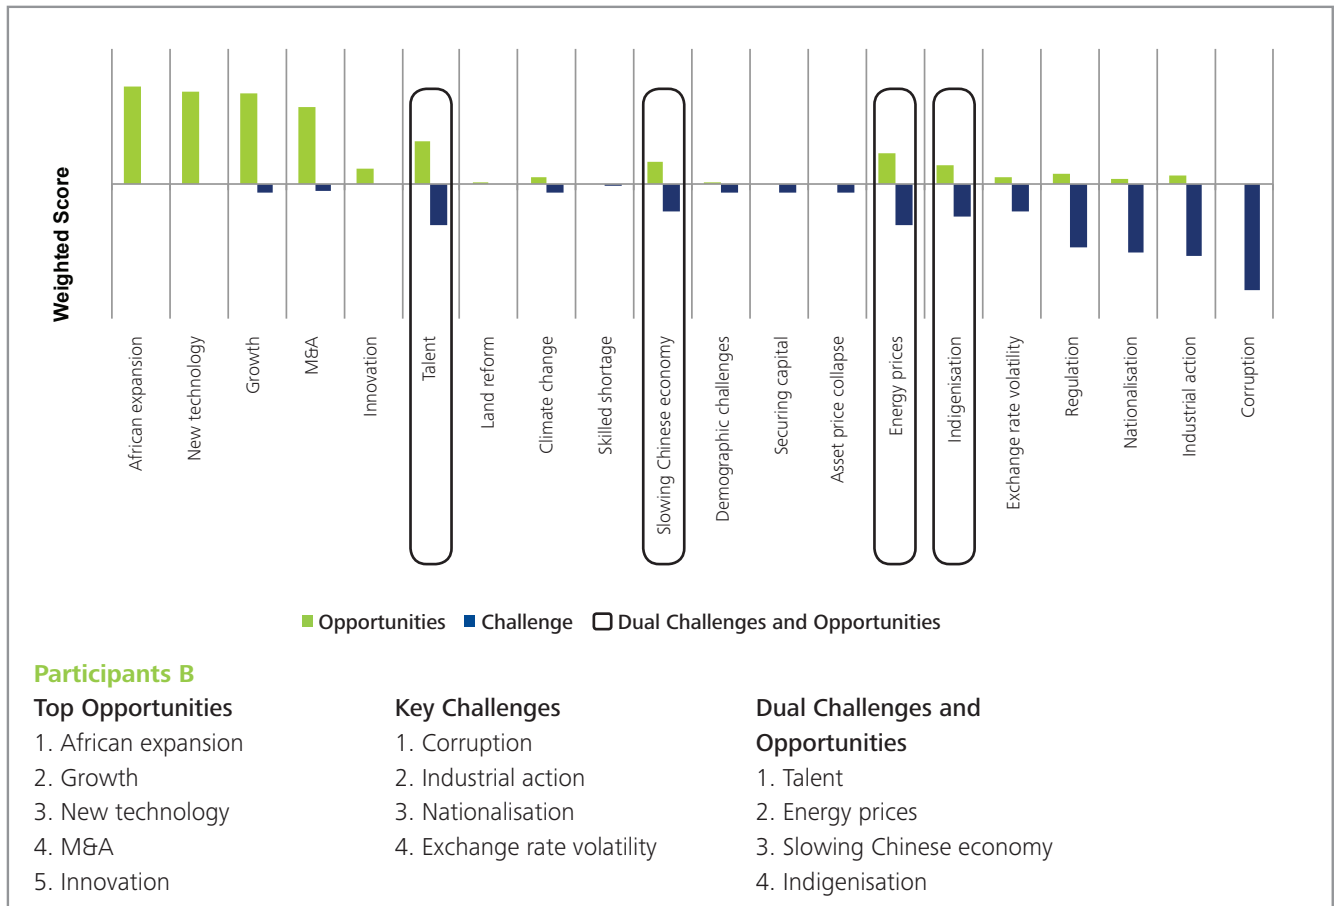 Weighted Score
African expansion
New technology
Growth
M&A
Innovation
Talent
Land reform
Climate change
Skilled shortage
Slowing Chinese economy
Demographic challenges
Securing capital
Asset price collapse
Energy prices
Indigenisation
Exchange rate volatility
Regulation
Nationalisation
Industrial action
Corruption
Opportunities Challenge Dual Challenges and Opportunities
Participants B
Top Opportunities
1. African expansion
2. Growth
3. New technology
4. M&A
5. Innovation
Key Challenges
1. Corruption
2. Industrial action
3. Nationalisation
4. Exchange rate volatility
Dual Challenges and
Opportunities
1. Talent
2. Energy prices
3. Slowing Chinese economy
4. Indigenisation